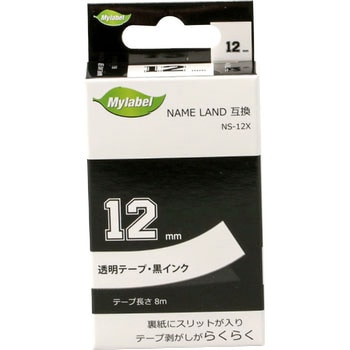 12
12mm
Mylabel
NAME LAND 互換
NS-12X
12 mm
透明テープ・黒インク
テープ長さ 8m
裏紙にスリットが入り
テープ剥がしがらくらく